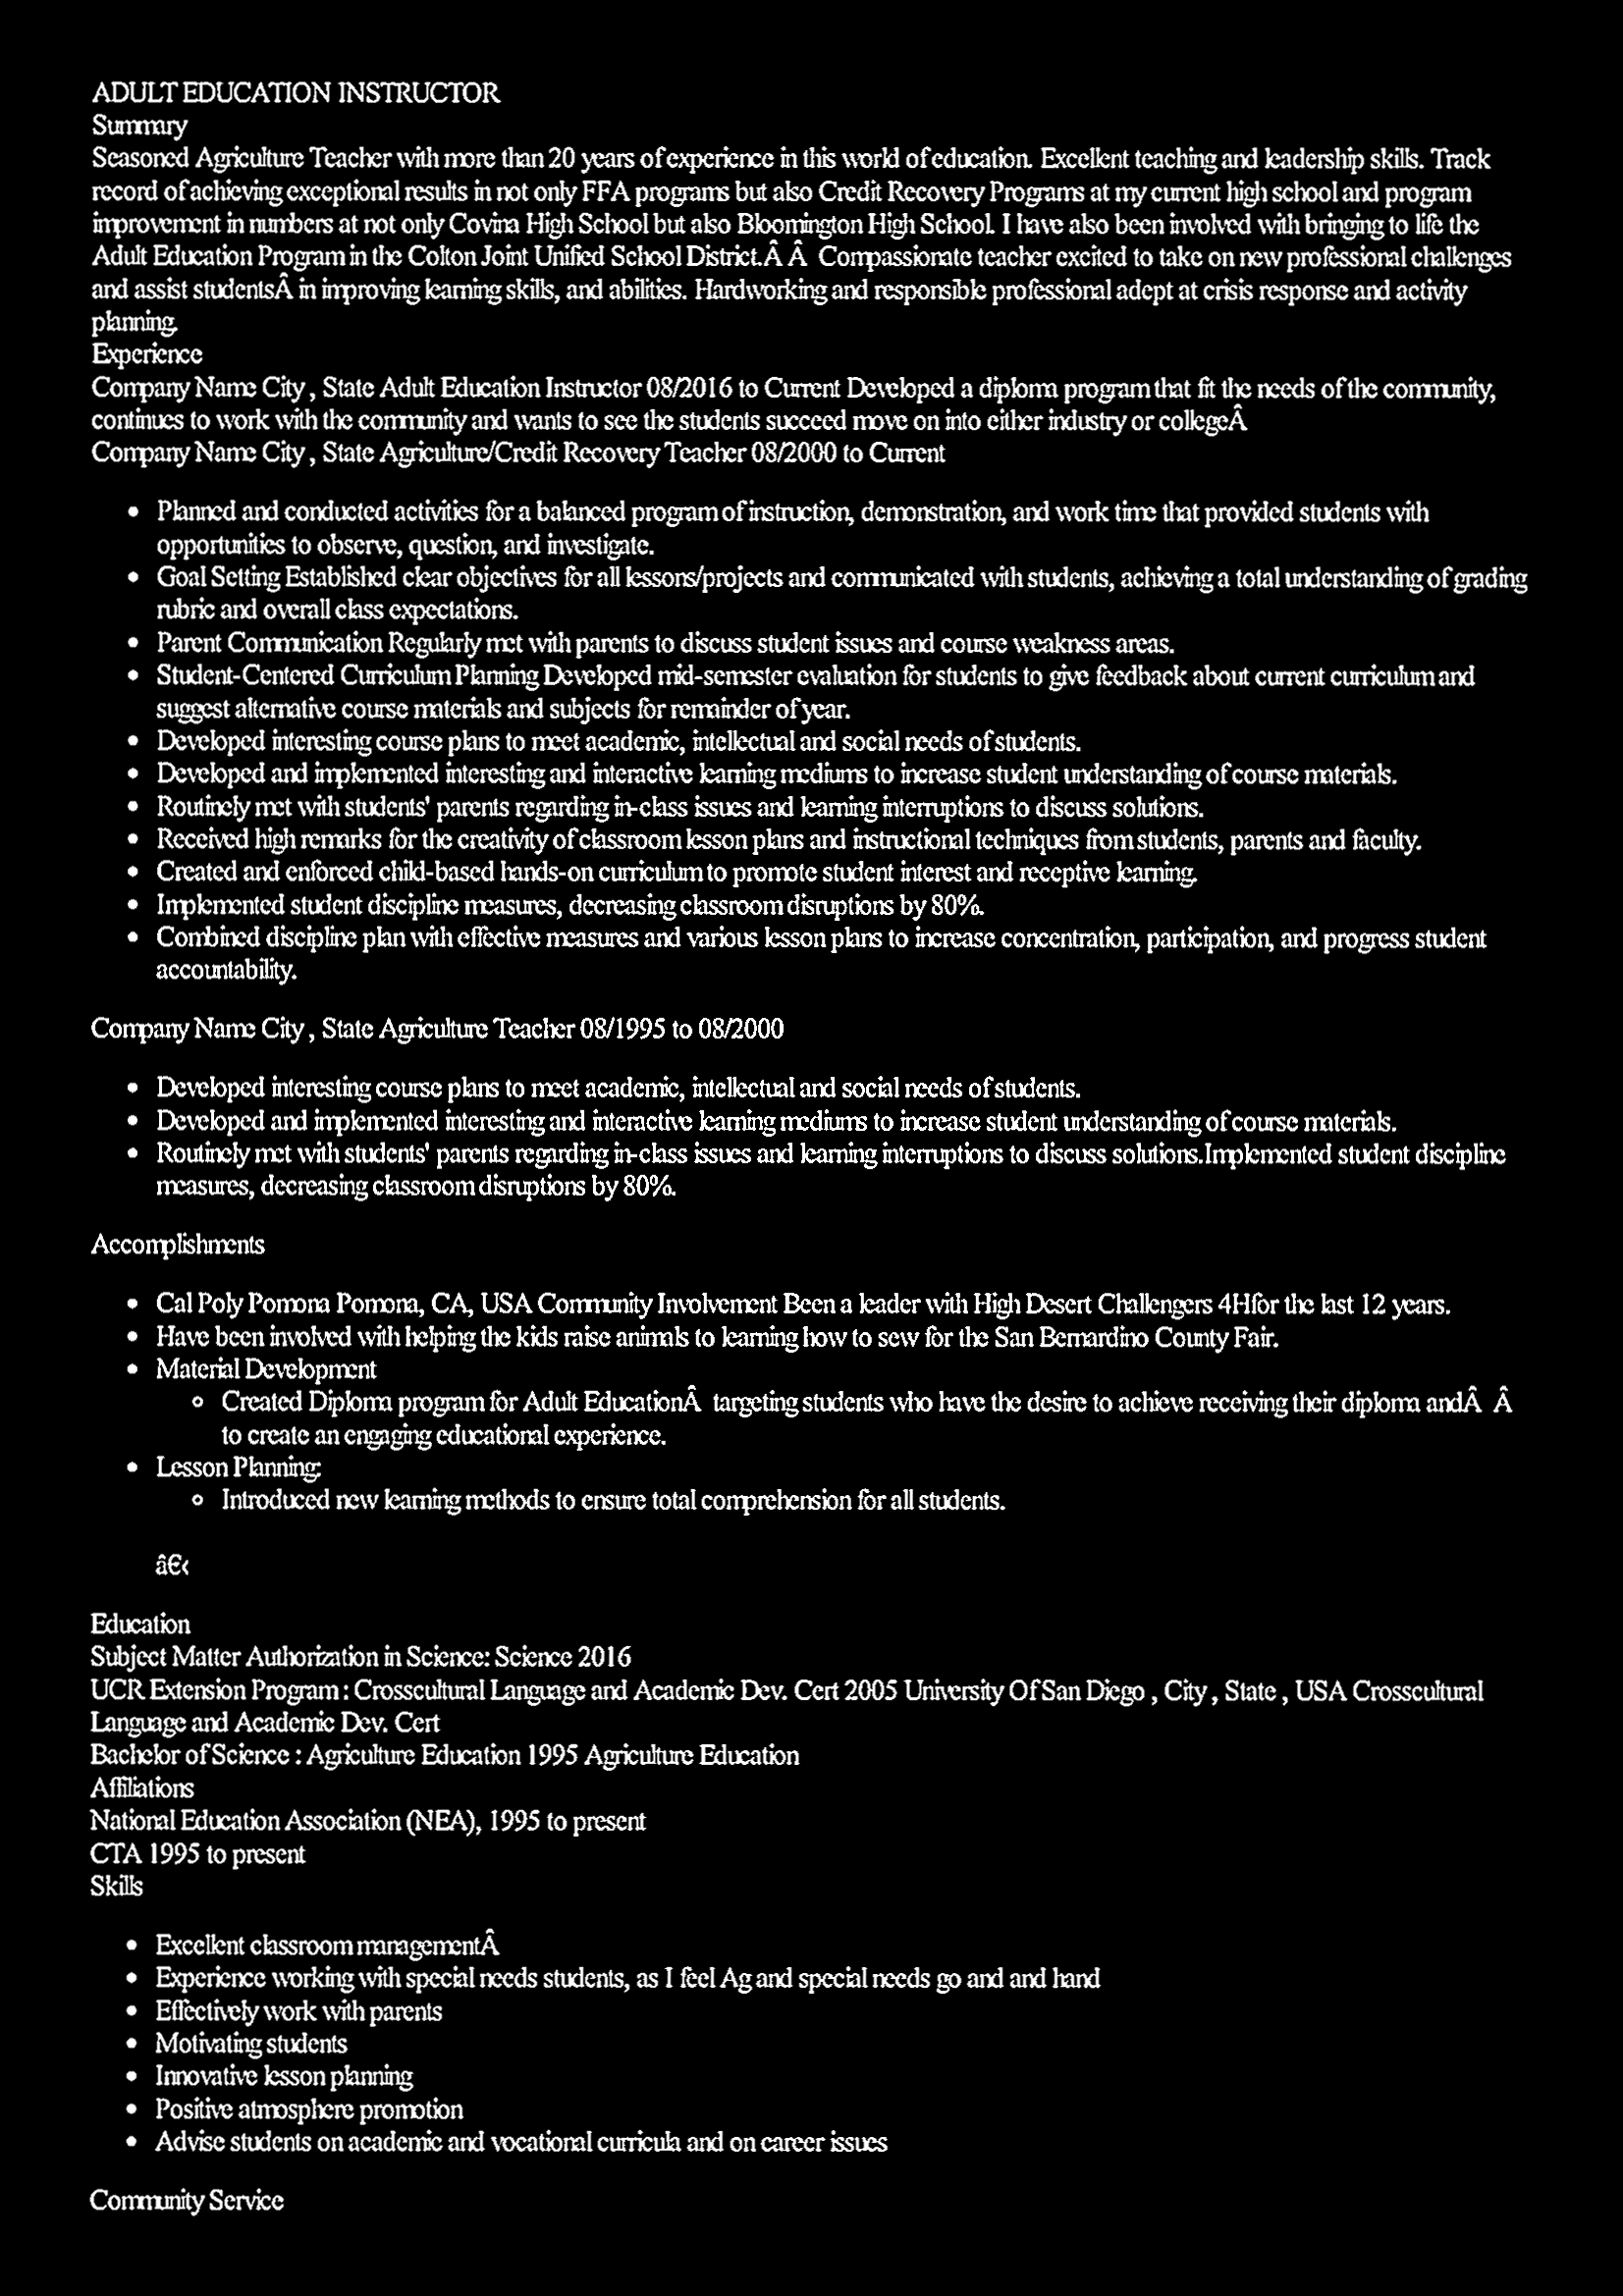 ADULT EDUCATION INSTRUCTOR
Summary
Seasoned Agriculture Teacher with more than 20 years of experience in this world of education. Excellent teaching and leadership skills. Track
record of achieving exceptional results in not only FFA programs but also Credit Recovery Programs at my current high school and program
improvement in numbers at not only Covina High School but also Bloomington High School. I have also been involved with bringing to life the
Adult Education Program in the Colton Joint Unified School District.Â Â  Compassionate teacher excited to take on new professional challenges
and assist studentsÂ in improving learning skills, and abilities. Hardworking and responsible professional adept at crisis response and activity
planning.
Experience
Company Name City , State Adult Education Instructor 08/2016 to Current Developed a diploma program that fit the needs of the community,
continues to work with the community and wants to see the students succeed move on into either industry or collegeÂ
Company Name City , State Agriculture/Credit Recovery Teacher 08/2000 to Current
• Planned and conducted activities for a balanced program of instruction, demonstration, and work time that provided students with
opportunities to observe, question, and investigate.
• Goal Setting Established clear objectives for all lessons/projects and communicated with students, achieving a total understanding of grading
rubric and overall class expectations.
• Parent Communication Regularly met with parents to discuss student issues and course weakness areas.
• Student-Centered Curriculum Planning Developed mid-semester evaluation for students to give feedback about current curriculum and
suggest alternative course materials and subjects for remainder of year.
• Developed interesting course plans to meet academic, intellectual and social needs of students.
• Developed and implemented interesting and interactive learning mediums to increase student understanding of course materials.
• Routinely met with students' parents regarding in-class issues and learning interruptions to discuss solutions.
• Received high remarks for the creativity of classroom lesson plans and instructional techniques from students, parents and faculty.
• Created and enforced child-based hands-on curriculum to promote student interest and receptive learning.
• Implemented student discipline measures, decreasing classroom disruptions by 80%.
• Combined discipline plan with effective measures and various lesson plans to increase concentration, participation, and progress student
accountability.
Company Name City , State Agriculture Teacher 08/1995 to 08/2000
• Developed interesting course plans to meet academic, intellectual and social needs of students.
• Developed and implemented interesting and interactive learning mediums to increase student understanding of course materials.
• Routinely met with students' parents regarding in-class issues and learning interruptions to discuss solutions.Implemented student discipline
measures, decreasing classroom disruptions by 80%.
Accomplishments
• Cal Poly Pomona Pomona, CA, USA Community Involvement Been a leader with High Desert Challengers 4Hfor the last 12 years.
• Have been involved with helping the kids raise animals to learning how to sew for the San Bernardino County Fair.
• Material Development
◦ Created Diploma program for Adult EducationÂ  targeting students who have the desire to achieve receiving their diploma andÂ  Â
to create an engaging educational experience.
• Lesson Planning:
◦ Introduced new learning methods to ensure total comprehension for all students.
â€‹
Education
Subject Matter Authorization in Science: Science 2016
UCR Extension Program : Crosscultural Language and Academic Dev. Cert 2005 University Of San Diego , City , State , USA Crosscultural
Language and Academic Dev. Cert
Bachelor of Science : Agriculture Education 1995 Agriculture Education
Affiliations
National Education Association (NEA), 1995 to present
CTA 1995 to present
Skills
• Excellent classroom managementÂ
• Experience working with special needs students, as I feel Ag and special needs go and and hand
• Effectively work with parents
• Motivating students
• Innovative lesson planning
• Positive atmosphere promotion
• Advise students on academic and vocational curricula and on career issues
Community Service